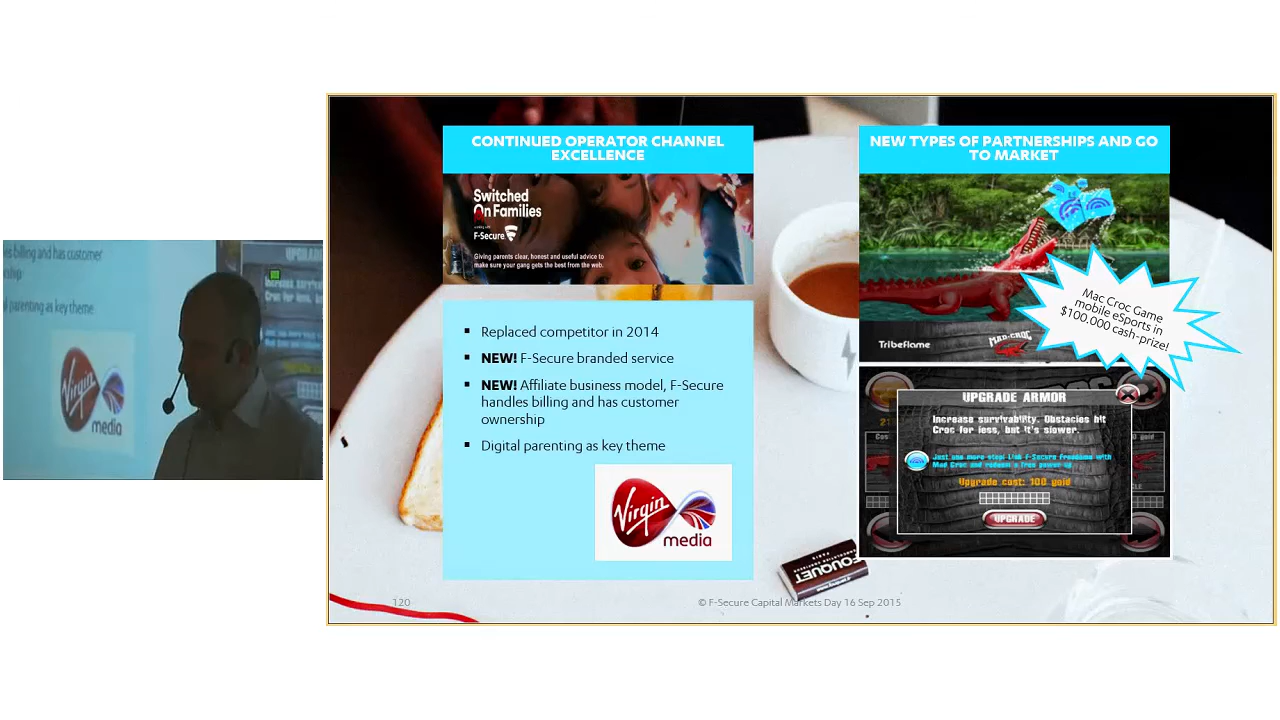 CONTINUED OPERATOR CHANNEL
EXCELLENCE
Switched
On Families
F-Secure
Giving parents clear, honest and useful advice to
make sure your gang gets the best from the web.
Replaced competitor in 2014
NEW! F-Secure branded service
NEW! Affiliate business model, F-Secure
handles billing and has customer
ownership
Digital parenting as key theme
Virgin
media
NEW TYPES OF PARTNERSHIPS AND GO
TO MARKET
Mac Croc Game
mobile eSports in
$100.000 cash-prize!
TribeFlame
MAD-CROC
UPGRADE ARMOR
Increase survivability. Obstacles hit
Croc for less, but it's slower.
Just one more step! Link F-Secure Freedome with
Mad Croc and redeem a free power up
Upgrade cost: 100 gold
UPGRADE
FOUQUET
PARIS
120
© F-Secure Capital Markets Day 16 Sep 2015
billing and has customer
parenting as key theme
Virgin
media